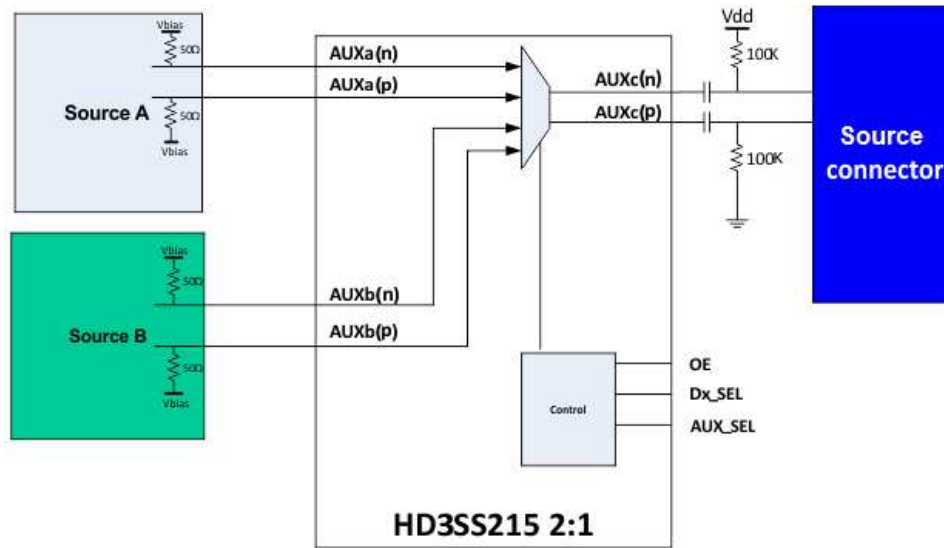 Vbias
50Ω
Source A
50Ω
Vbias
AUXa(n)
AUXa(p)
AUXc(n)
AUXc(p)
Vdd
100K
100K
Source
connector
Vbias
50Ω
Source B
50Ω
Vbias
AUXb(n)
AUXb(p)
Control
OE
Dx_SEL
AUX_SEL
HD3SS215 2:1